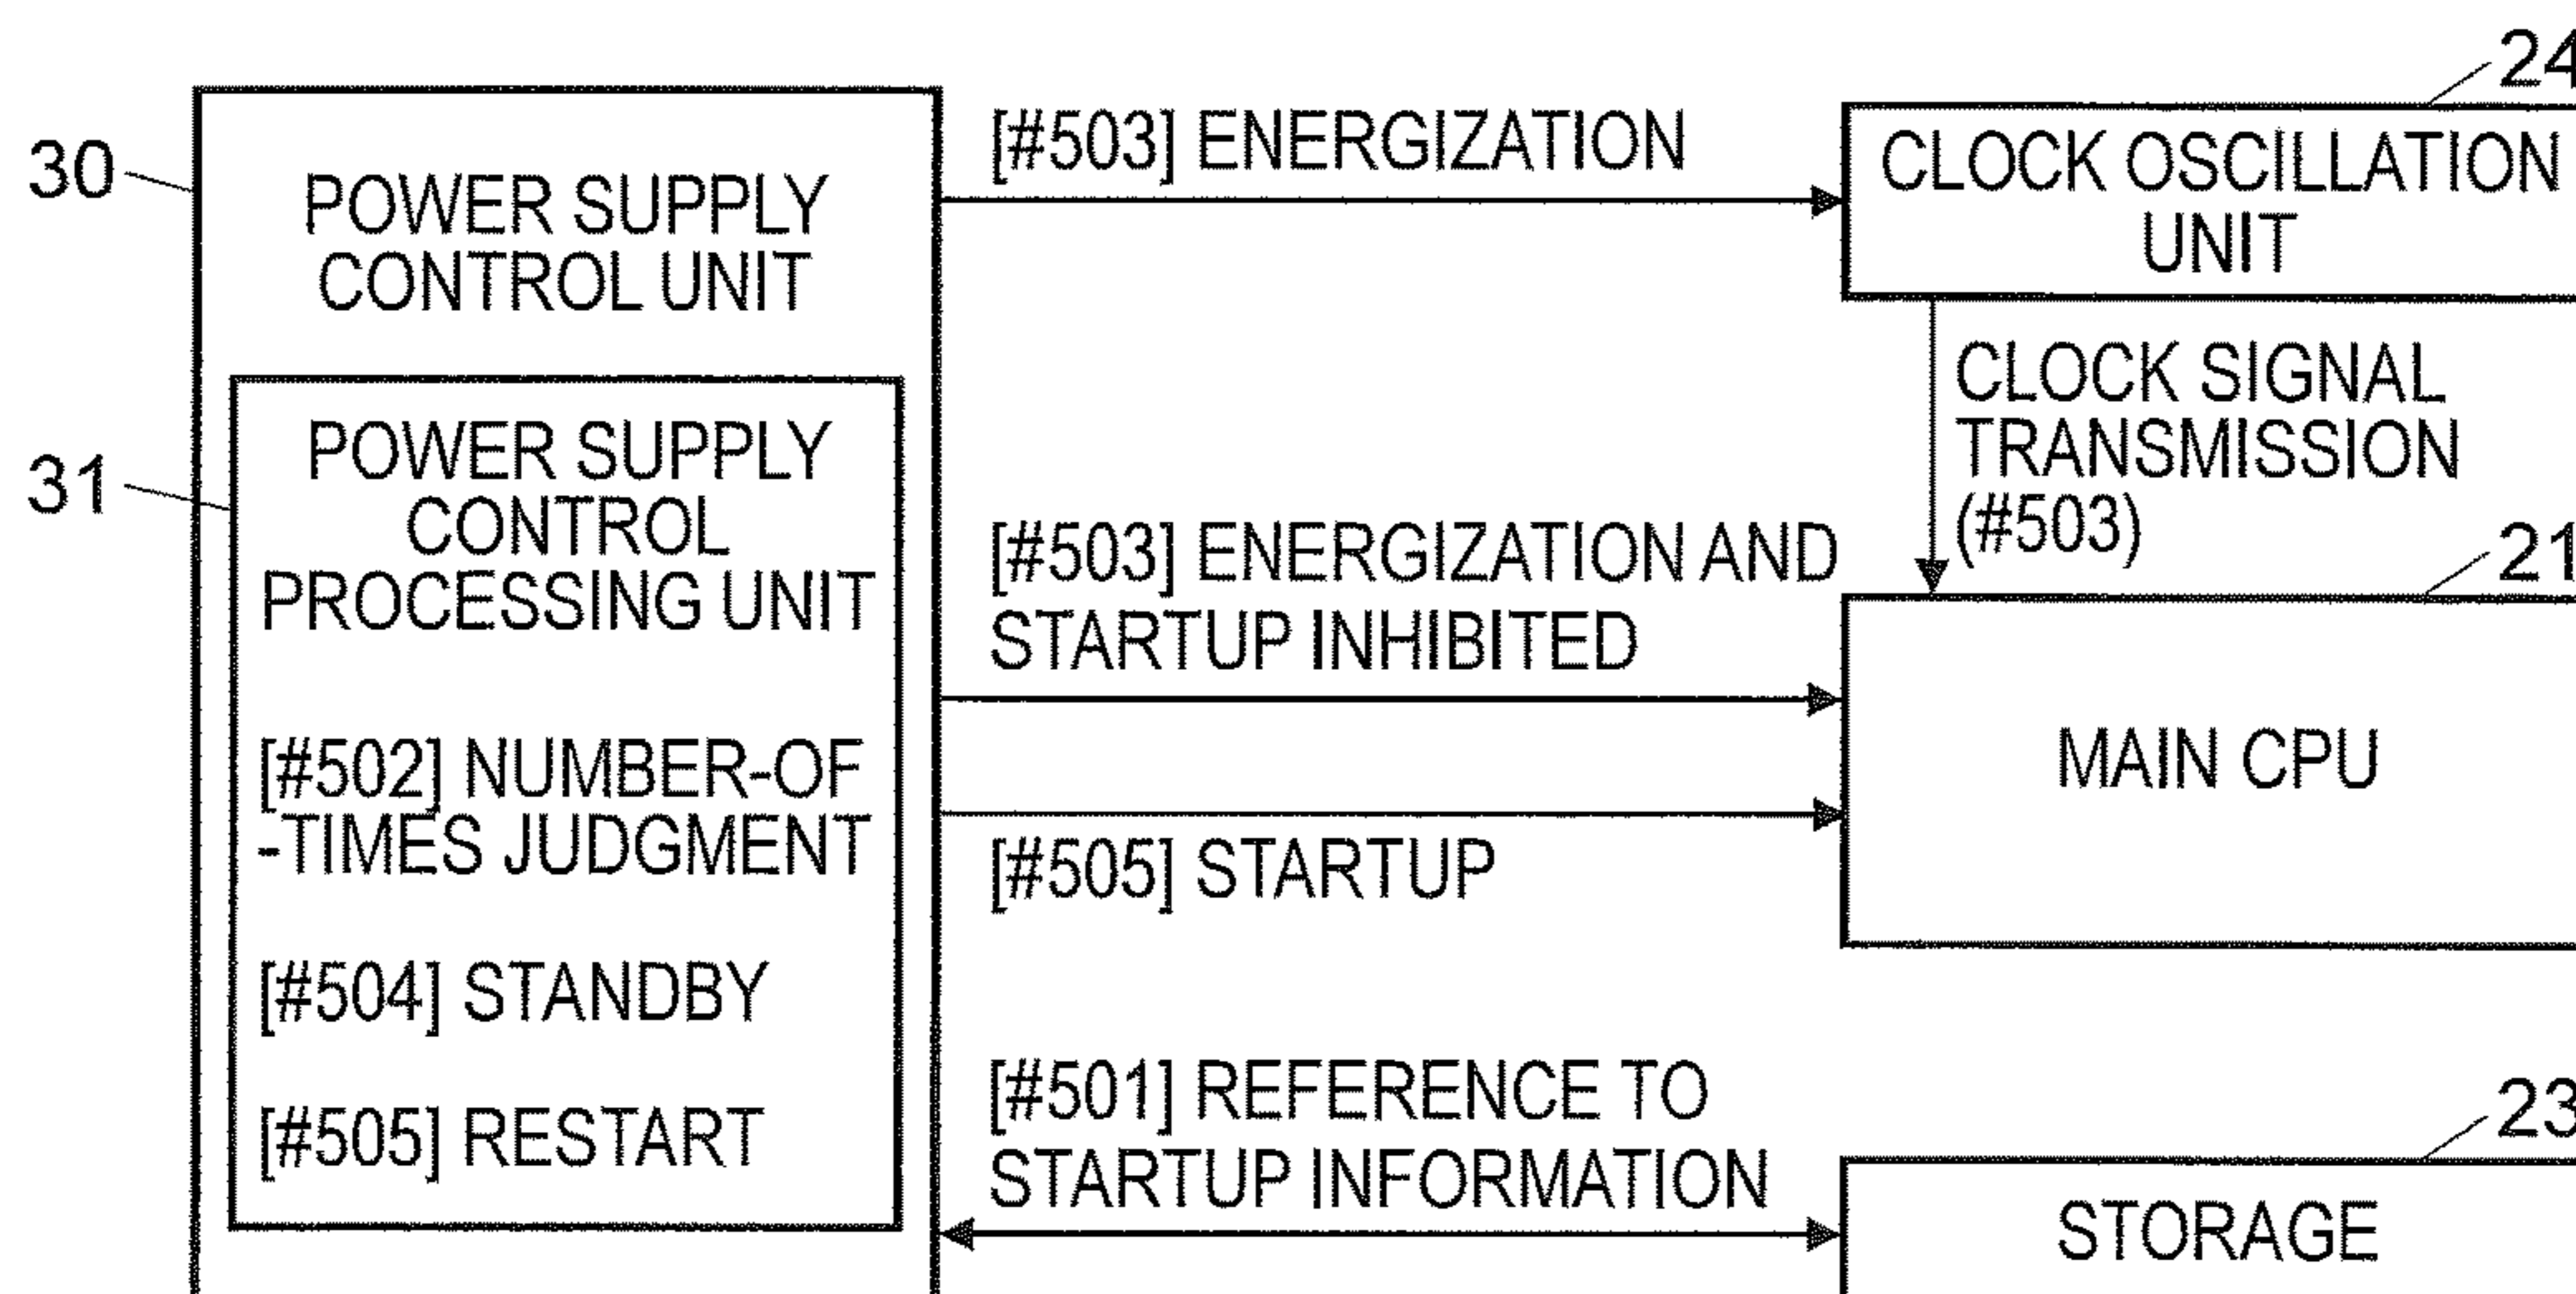 30
POWER SUPPLY
CONTROL UNIT
31
POWER SUPPLY
CONTROL
PROCESSING UNIT
[#502] NUMBER-OF
-TIMES JUDGMENT
[#504] STANDBY
[#505] RESTART
[#503] ENERGIZATION
24
CLOCK OSCILLATION
UNIT
CLOCK SIGNAL
TRANSMISSION
(#503)
[#503] ENERGIZATION AND
STARTUP INHIBITED
21
MAIN CPU
[#505] STARTUP
[#501] REFERENCE TO
STARTUP INFORMATION
23
STORAGE